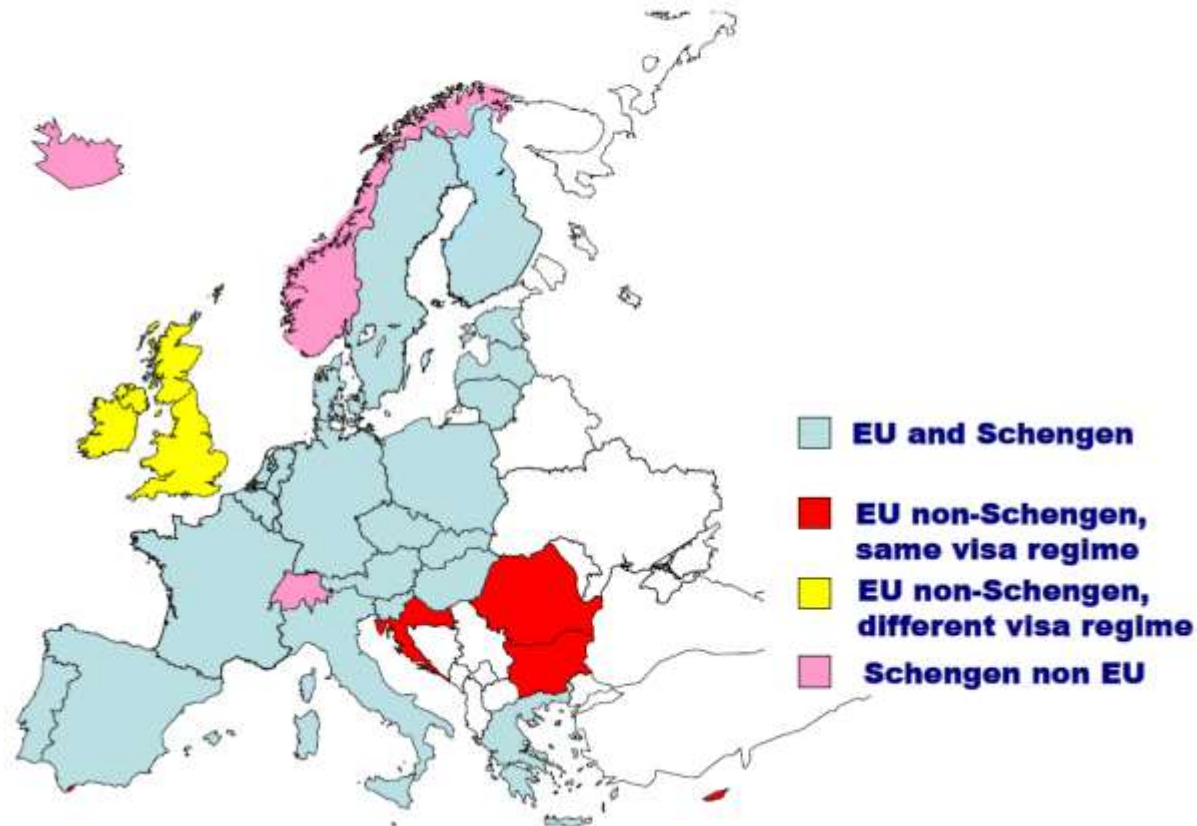 EU and Schengen
EU non-Schengen,
same visa regime
EU non-Schengen,
different visa regime
Schengen non EU